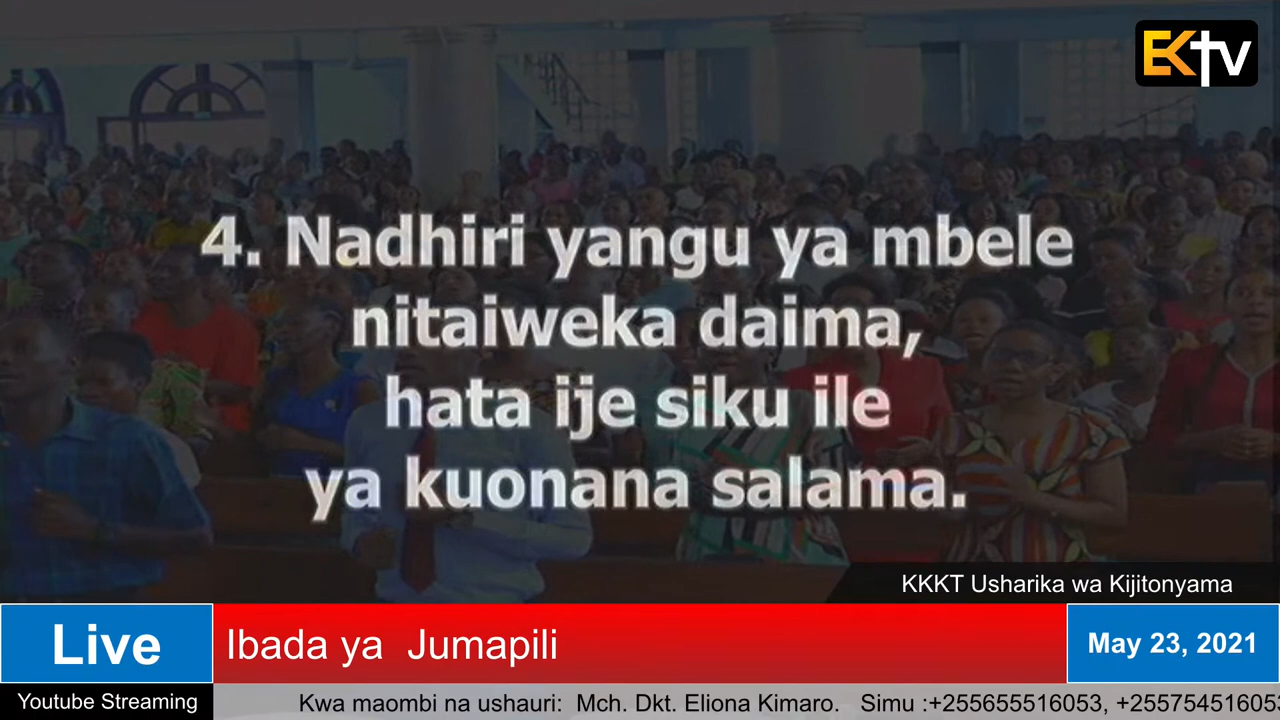 EKTV
4. Nadhiri yangu ya mbele
nitaiweka daima,
hata ije siku ile
ya kuonana salama.
KKKT Usharika wa Kijitonyama
Live
Ibada ya Jumapili
May 23, 2021
Youtube Streaming
Kwa maombi na ushauri: Mch. Dkt. Eliona Kimaro. Simu :+255655516053, +255754516053